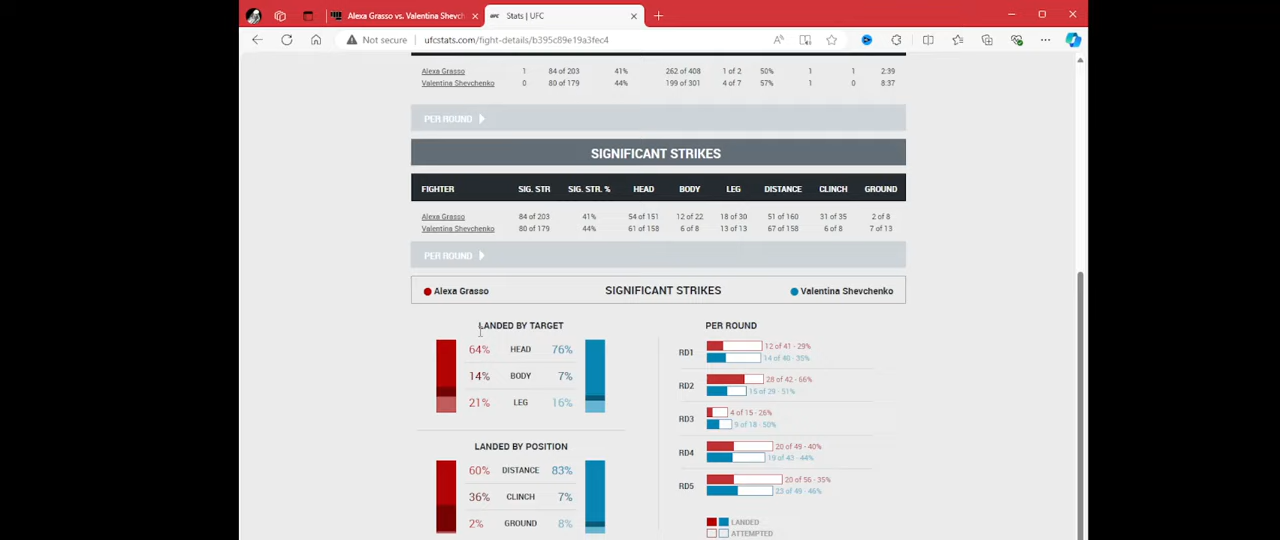 Alexa Grasso vs. Valentina Shevch
Stats | UFC
Not secure
ufcstats.com/fight-details/b395c89e19a3fec4
Alexa Grasso 1 84 of 203 41% 262 of 408 1 of 2 50% 1 1 2:39
Valentina Shevchenko 0 80 of 179 44% 199 of 301 4 of 7 57% 1 0 8:37
PER ROUND
SIGNIFICANT STRIKES
FIGHTER SIG. STR SIG. STR. % HEAD BODY LEG DISTANCE CLINCH GROUND
Alexa Grasso 84 of 203 41% 54 of 151 12 of 22 18 of 30 51 of 160 31 of 35 2 of 8
Valentina Shevchenko 80 of 179 44% 61 of 158 6 of 8 13 of 13 67 of 158 6 of 8 7 of 13
PER ROUND
Alexa Grasso SIGNIFICANT STRIKES Valentina Shevchenko
LANDED BY TARGET
64% HEAD 76%
14% BODY 7%
21% LEG 16%
LANDED BY POSITION
60% DISTANCE 83%
36% CLINCH 7%
2% GROUND 8%
PER ROUND
RD1 12 of 41 - 29%
14 of 40 - 35%
RD2 28 of 42 - 66%
15 of 29 - 51%
RD3 4 of 15 - 26%
9 of 18 - 50%
RD4 20 of 49 - 40%
19 of 43 - 44%
RD5 20 of 56 - 35%
23 of 49 - 46%
LANDED
ATTEMPTED